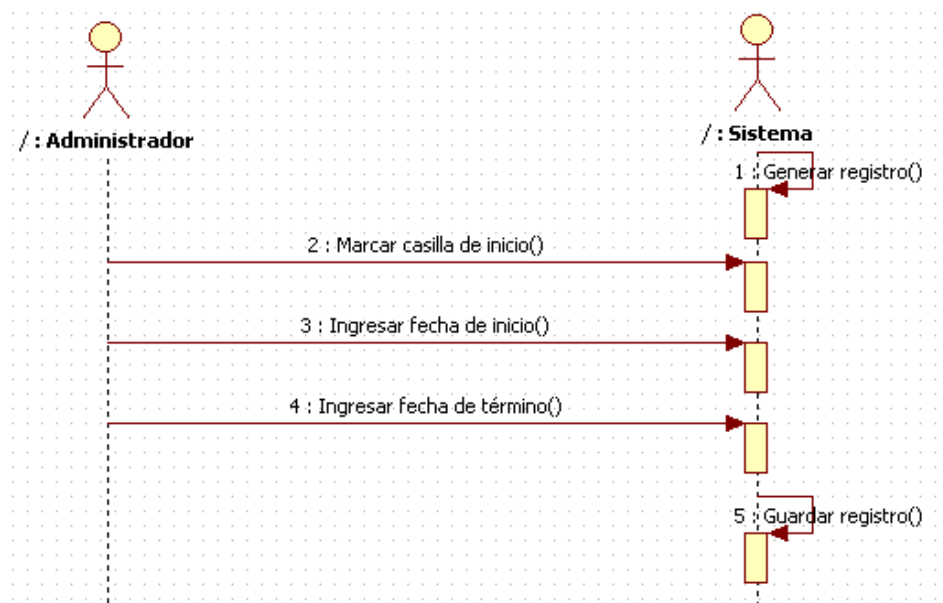 / : Administrador
/ : Sistema
1 : Generar registro()
2 : Marcar casilla de inicio()
3 : Ingresar fecha de inicio()
4 : Ingresar fecha de término()
5 : Guardar registro()